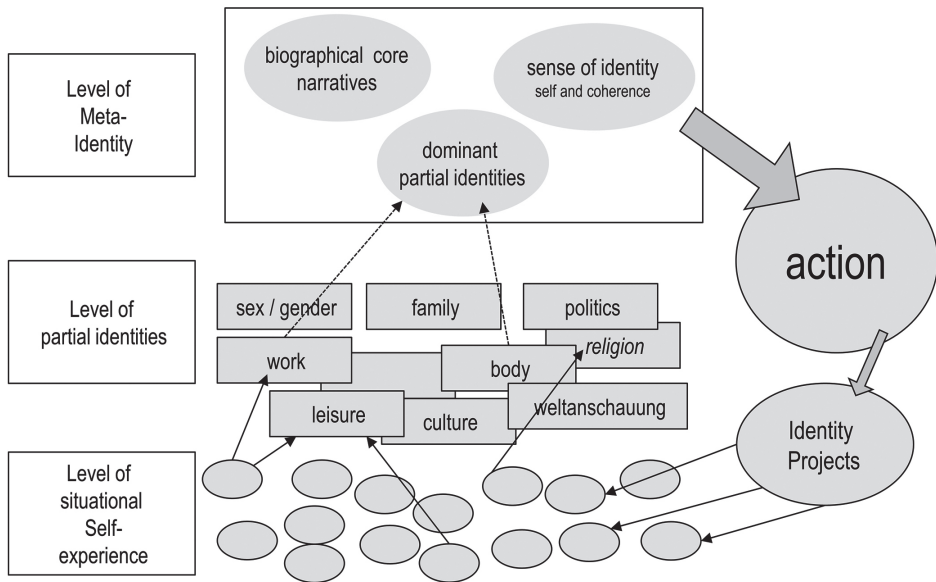 Level of
Meta-
Identity
biographical core
narratives
sense of identity
self and coherence
dominant
partial identities
action
Level of
partial identities
sex / gender
family
politics
religion
work
body
leisure
culture
weltanschauung
Identity
Projects
Level of
situational
Self-
experience